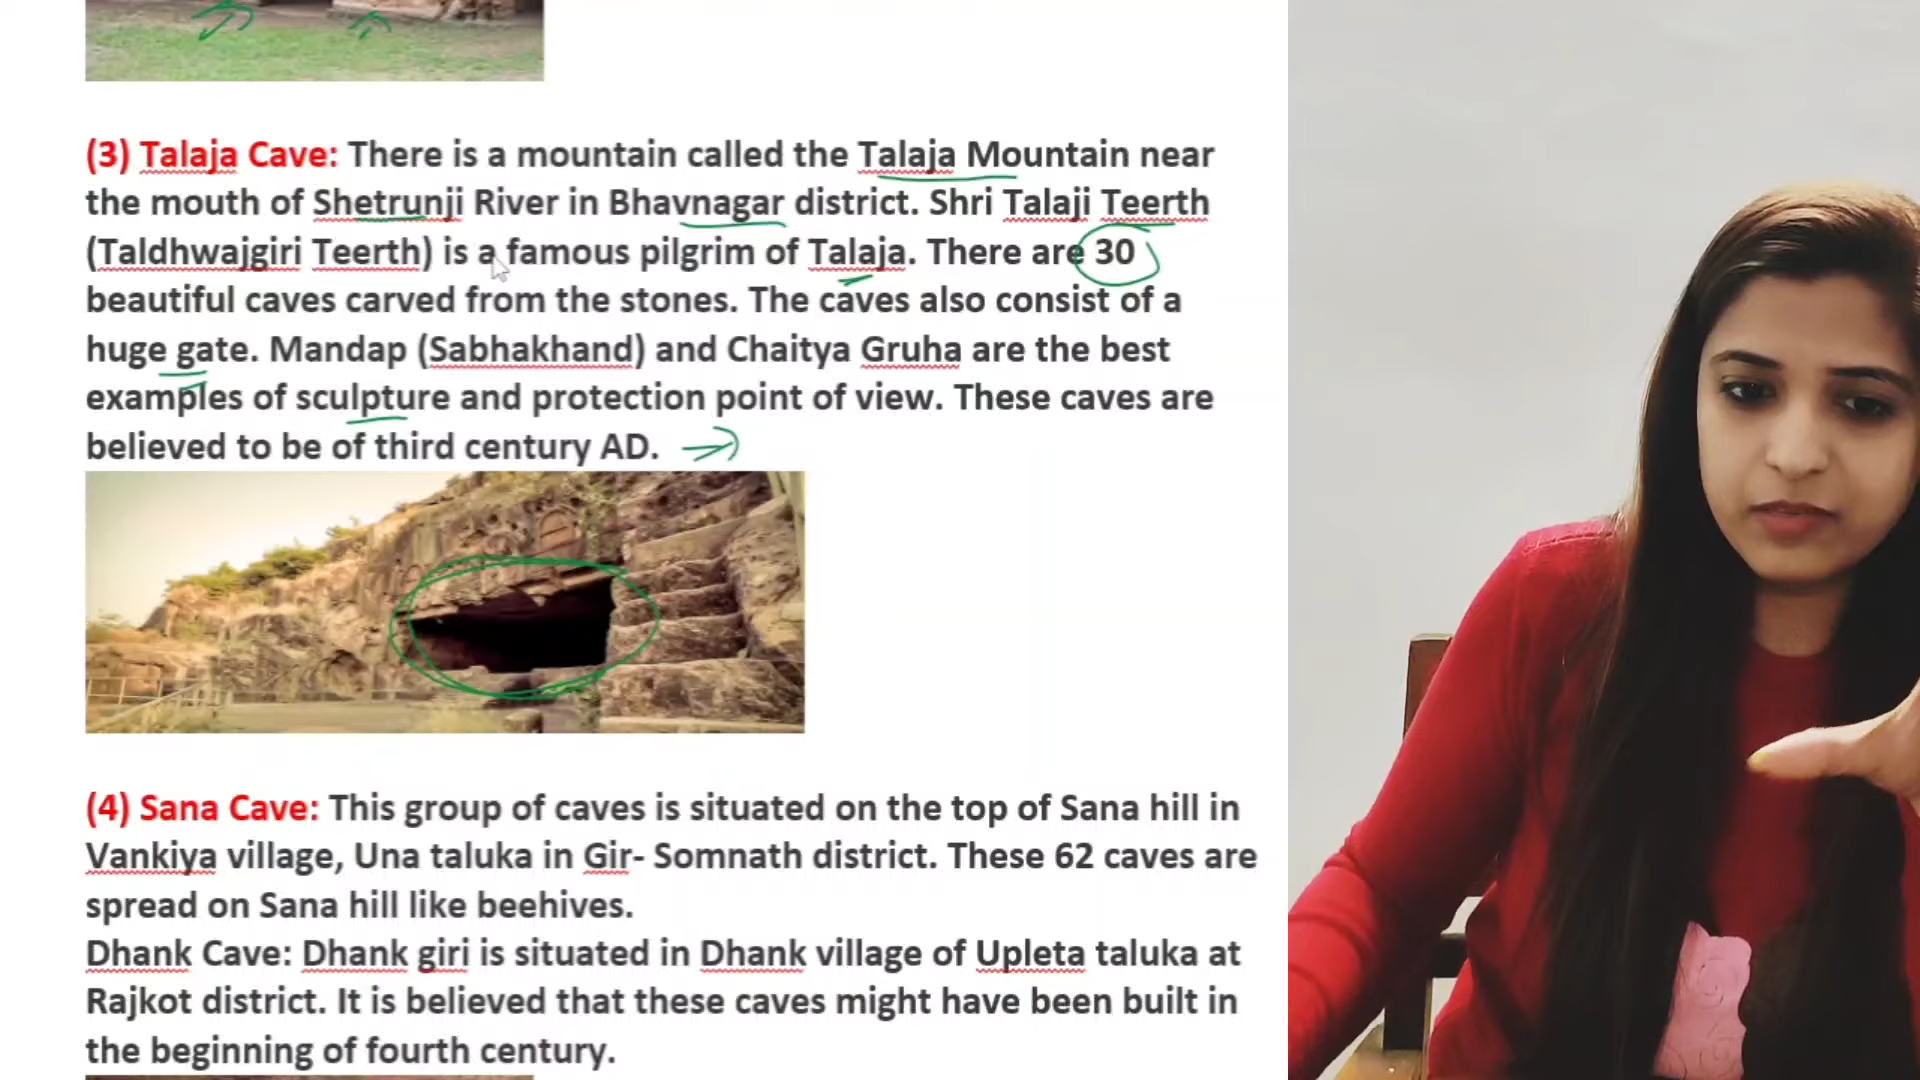 (3) Talaja Cave: There is a mountain called the Talaja Mountain near
the mouth of Shetrunji River in Bhavnagar district. Shri Talaji Teerth
(Taldhwajgiri Teerth) is a famous pilgrim of Talaja. There are 30
beautiful caves carved from the stones. The caves also consist of a
huge gate. Mandap (Sabhakhand) and Chaitya Gruha are the best
examples of sculpture and protection point of view. These caves are
believed to be of third century AD.
(4) Sana Cave: This group of caves is situated on the top of Sana hill in
Vankiya village, Una taluka in Gir- Somnath district. These 62 caves are
spread on Sana hill like beehives.
Dhank Cave: Dhank giri is situated in Dhank village of Upleta taluka at
Rajkot district. It is believed that these caves might have been built in
the beginning of fourth century.